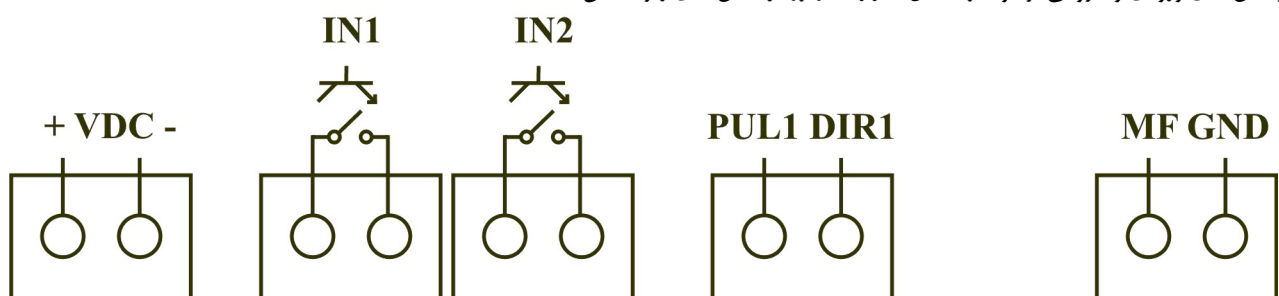 IN1 IN2
+ VDC - PUL1 DIR1 MF GND